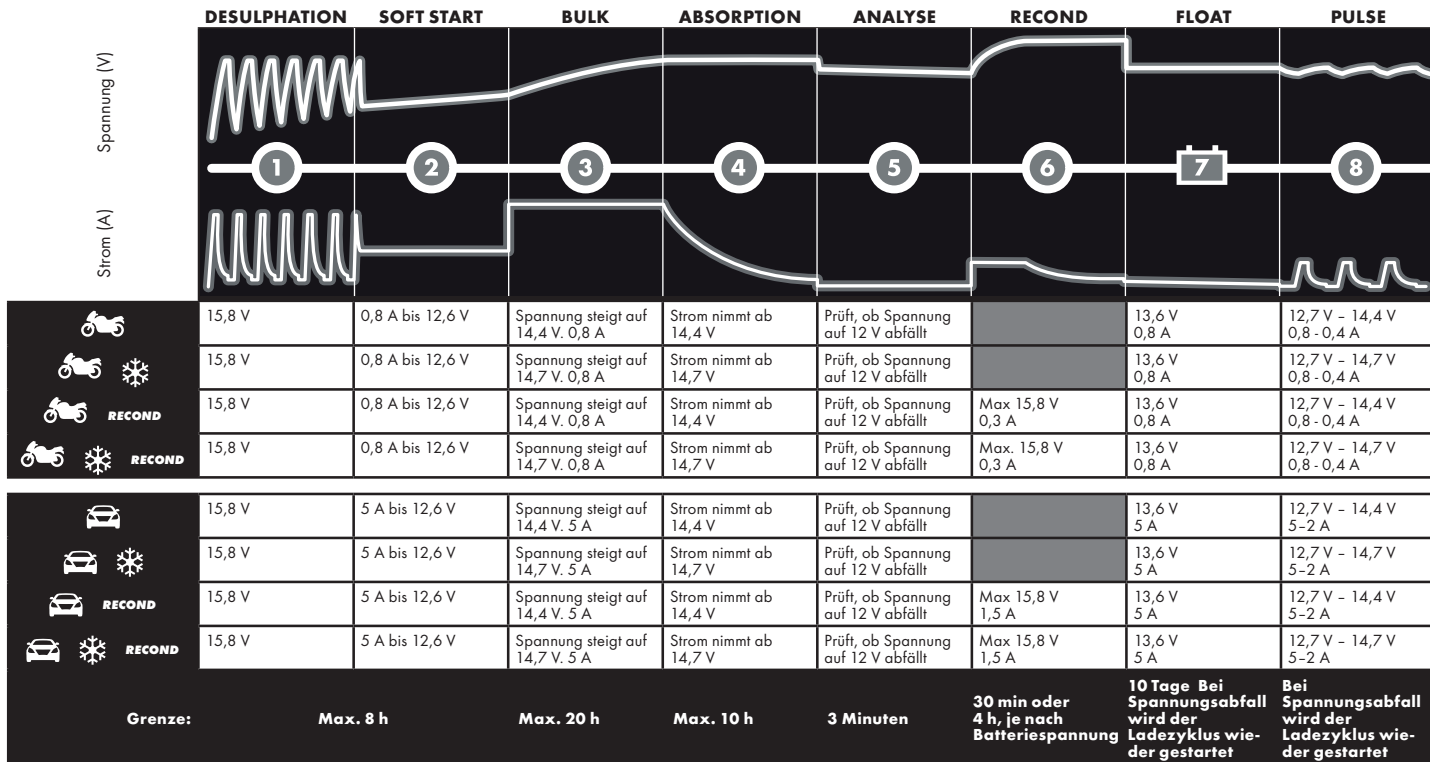 DESULPHATION SOFT START BULK ABSORPTION ANALYSE RECOND FLOAT PULSE
Spannung (V)
1 2 3 4 5 6 7 8
Strom (A)
15,8 V 0,8 A bis 12,6 V Spannung steigt auf Strom nimmt ab Prüft, ob Spannung 13,6 V 12,7 V – 14,4 V
14,4 V. 0,8 A 14,4 V auf 12 V abfällt 0,8 A 0,8 - 0,4 A
15,8 V 0,8 A bis 12,6 V Spannung steigt auf Strom nimmt ab Prüft, ob Spannung 13,6 V 12,7 V – 14,7 V
14,7 V. 0,8 A 14,7 V auf 12 V abfällt 0,8 A 0,8 - 0,4 A
RECOND 15,8 V 0,8 A bis 12,6 V Spannung steigt auf Strom nimmt ab Prüft, ob Spannung Max 15,8 V 13,6 V 12,7 V – 14,4 V
14,4 V. 0,8 A 14,4 V auf 12 V abfällt 0,3 A 0,8 A 0,8 - 0,4 A
RECOND 15,8 V 0,8 A bis 12,6 V Spannung steigt auf Strom nimmt ab Prüft, ob Spannung Max. 15,8 V 13,6 V 12,7 V – 14,7 V
14,7 V. 0,8 A 14,7 V auf 12 V abfällt 0,3 A 0,8 A 0,8 - 0,4 A
15,8 V 5 A bis 12,6 V Spannung steigt auf Strom nimmt ab Prüft, ob Spannung 13,6 V 12,7 V – 14,4 V
14,4 V. 5 A 14,4 V auf 12 V abfällt 5 A 5–2 A
15,8 V 5 A bis 12,6 V Spannung steigt auf Strom nimmt ab Prüft, ob Spannung 13,6 V 12,7 V – 14,7 V
14,7 V. 5 A 14,7 V auf 12 V abfällt 5 A 5–2 A
RECOND 15,8 V 5 A bis 12,6 V Spannung steigt auf Strom nimmt ab Prüft, ob Spannung Max 15,8 V 13,6 V 12,7 V – 14,4 V
14,4 V. 5 A 14,4 V auf 12 V abfällt 1,5 A 5 A 5–2 A
RECOND 15,8 V 5 A bis 12,6 V Spannung steigt auf Strom nimmt ab Prüft, ob Spannung Max 15,8 V 13,6 V 12,7 V – 14,7 V
14,7 V. 5 A 14,7 V auf 12 V abfällt 1,5 A 5 A 5–2 A
Grenze: Max. 8 h Max. 20 h Max. 10 h 3 Minuten
30 min oder
4 h, je nach
Batteriespannung
10 Tage Bei
Spannungsabfall
wird der
Ladezyklus wie-
der gestartet
Bei
Spannungsabfall
wird der
Ladezyklus wie-
der gestartet